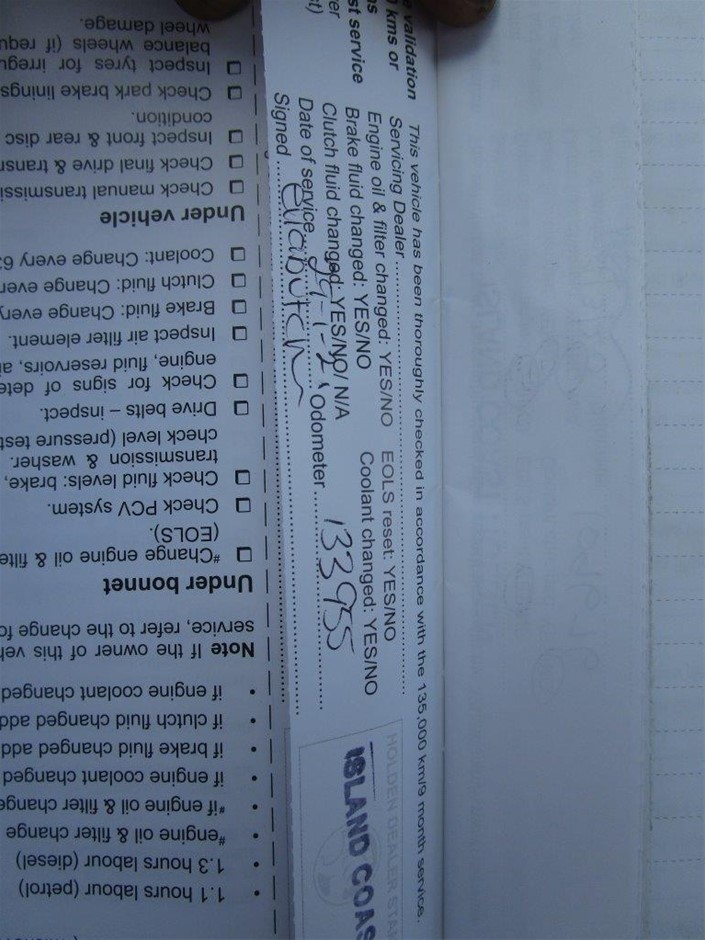 e validation
0 kms or
ns
st service
rer
st)
This vehicle has been thoroughly checked in accordance with the 135,000 km/9 month service.
Servicing Dealer
Engine oil & filter changed: YES/NO EOLS reset: YES/NO
Brake fluid changed: YES/NO Coolant changed: YES/NO
Clutch fluid changed: YES/NO/ N/A
Date of service Odometer 133955
Signed
HOLDEN DEALER STA
ISLAND COAS
1.1 hours labour (petrol)
1.3 hours labour (diesel)
#engine oil & filter change
#if engine oil & filter change
if engine coolant changed
if brake fluid changed add
if clutch fluid changed add
if engine coolant changed
Note If the owner of this veh
service, refer to the change fo
Under bonnet
#Change engine oil & filte
(EOLS).
Check PCV system.
Check fluid levels: brake,
transmission & washer.
check level (pressure test
Drive belts – inspect.
Check for signs of dete
engine, fluid reservoirs, ai
Inspect air filter element.
Brake fluid: Change every
Clutch fluid: Change ever
Coolant: Change every 63
Under vehicle
Check manual transmissi
Check final drive & transm
Inspect front & rear disc
condition.
Check park brake linings
Inspect tyres for irregu
balance wheels (if requ
wheel damage.